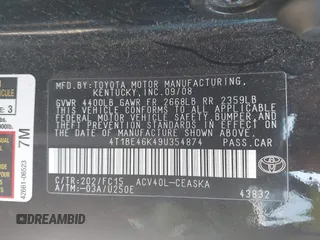 MFD.BY: TOYOTA MOTOR MANUFACTURING,
KENTUCKY, INC. 09/08
GVWR 4400LB GAWR FR 2668LB RR 2359LB
THIS VEHICLE CONFORMS TO ALL APPLICABLE
FEDERAL MOTOR VEHICLE SAFETY, BUMPER, AND
THEFT PREVENTION STANDARDS IN EFFECT ON
THE DATE OF MANUFACTURE SHOWN ABOVE.
4T1BE46K49U354874 PASS.CAR
C/TR:202/FC15 ACV40L-CEASKA
A/TM:-03A/U250E
43832
TOYOTA
3
7M
42661-06523